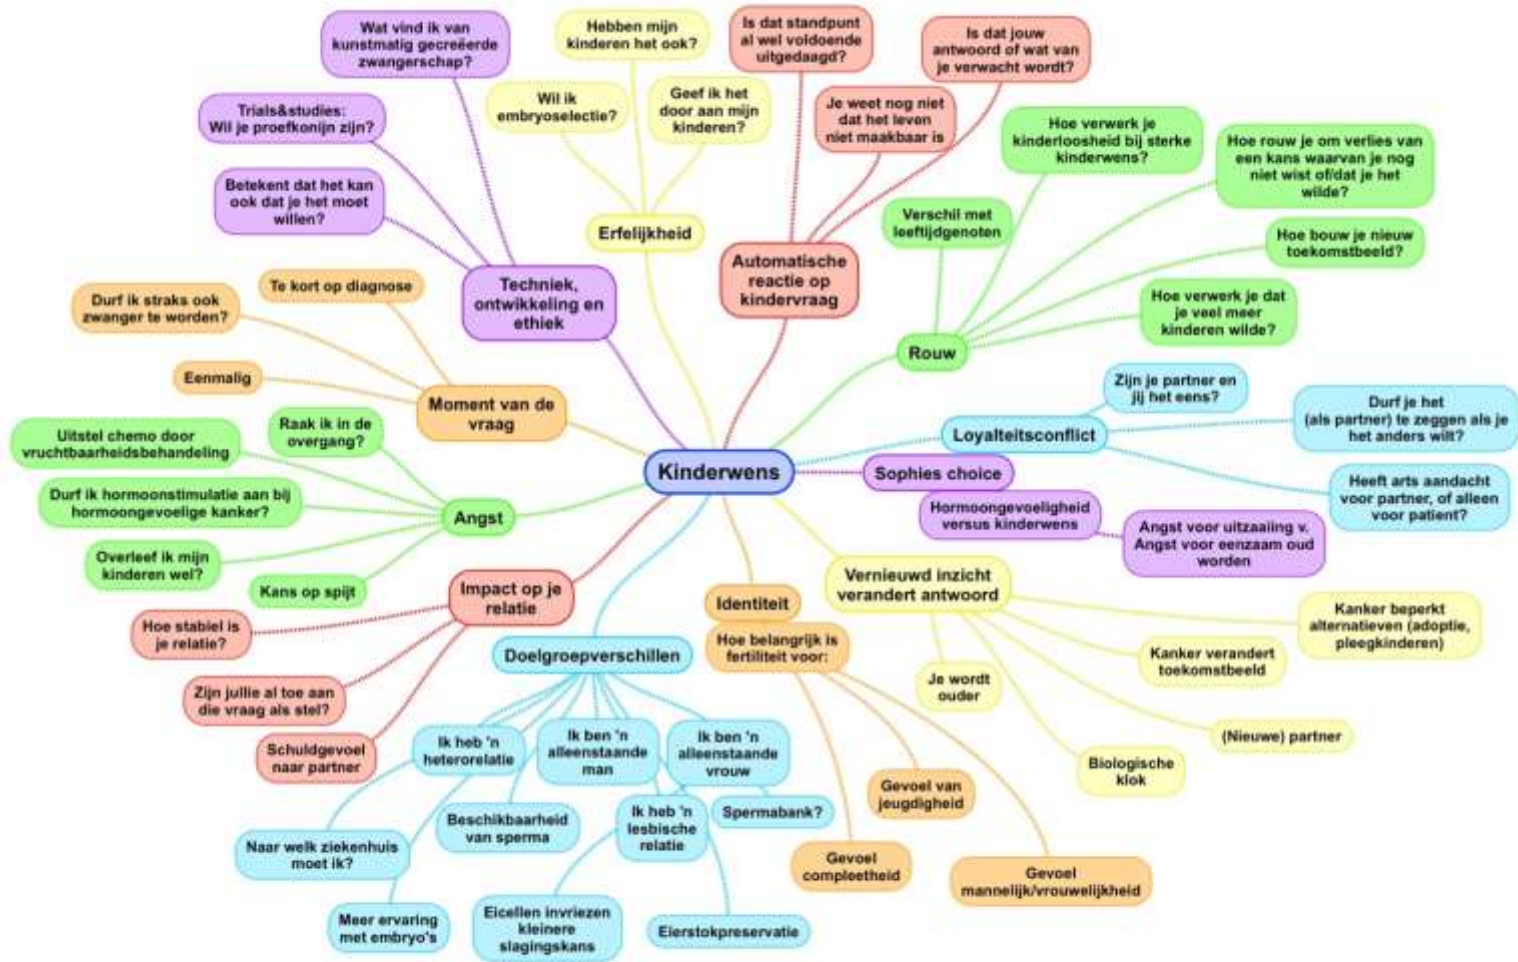 Wat vind ik van
kunstmatig gecreëerde
zwangerschap?
Trials&studies:
Wil je proefkonijn zijn?
Betekent dat het kan
ook dat je het moet
willen?
Techniek,
ontwikkeling en
ethiek
Hebben mijn
kinderen het ook?
Wil ik
embryoselectie?
Geef ik het
door aan mijn
kinderen?
Erfelijkheid
Is dat standpunt
al wel voldoende
uitgedaagd?
Is dat jouw
antwoord of wat van
je verwacht wordt?
Je weet nog niet
dat het leven
niet maakbaar is
Automatische
reactie op
kindervraag
Hoe verwerk je
kinderloosheid bij sterke
kinderwens?
Hoe rouw je om verlies van
een kans waarvan je nog
niet wist of/dat je het
wilde?
Verschil met
leeftijdgenoten
Hoe bouw je nieuw
toekomstbeeld?
Hoe verwerk je dat
je veel meer
kinderen wilde?
Rouw
Te kort op diagnose
Durf ik straks ook
zwanger te worden?
Eenmalig
Moment van de
vraag
Zijn je partner en
jij het eens?
Durf je het
(als partner) te zeggen als je
het anders wilt?
Heeft arts aandacht
voor partner, of alleen
voor patient?
Loyaliteitsconflict
Kinderwens
Sophies choice
Hormoongevoeligheid
versus kinderwens
Angst voor uitzaaiing v.
Angst voor eenzaam oud
worden
Raak ik in de
overgang?
Uitstel chemo door
vruchtbaarheidsbehandeling
Durf ik hormoonstimulatie aan bij
hormoongevoelige kanker?
Overleef ik mijn
kinderen wel?
Kans op spijt
Angst
Impact op je
relatie
Hoe stabiel is
je relatie?
Zijn jullie al toe aan
die vraag als stel?
Schuldgevoel
naar partner
Doelgroepverschillen
Ik heb 'n
heterorelatie
Ik ben 'n
alleenstaande
man
Ik ben 'n
alleenstaande
vrouw
Beschikbaarheid
van sperma
Ik heb 'n
lesbische
relatie
Spermabank?
Naar welk ziekenhuis
moet ik?
Meer ervaring
met embryo's
Eicellen invriezen
kleinere
slagingskans
Eierstokpreservatie
Identiteit
Hoe belangrijk is
fertiliteit voor:
Gevoel van
jeugdigheid
Gevoel
compleetheid
Gevoel
mannelijk/vrouwelijkheid
Vernieuwd inzicht
verandert antwoord
Kanker beperkt
alternatieven (adoptie,
pleegkinderen)
Kanker verandert
toekomstbeeld
Je wordt
ouder
(Nieuwe) partner
Biologische
klok